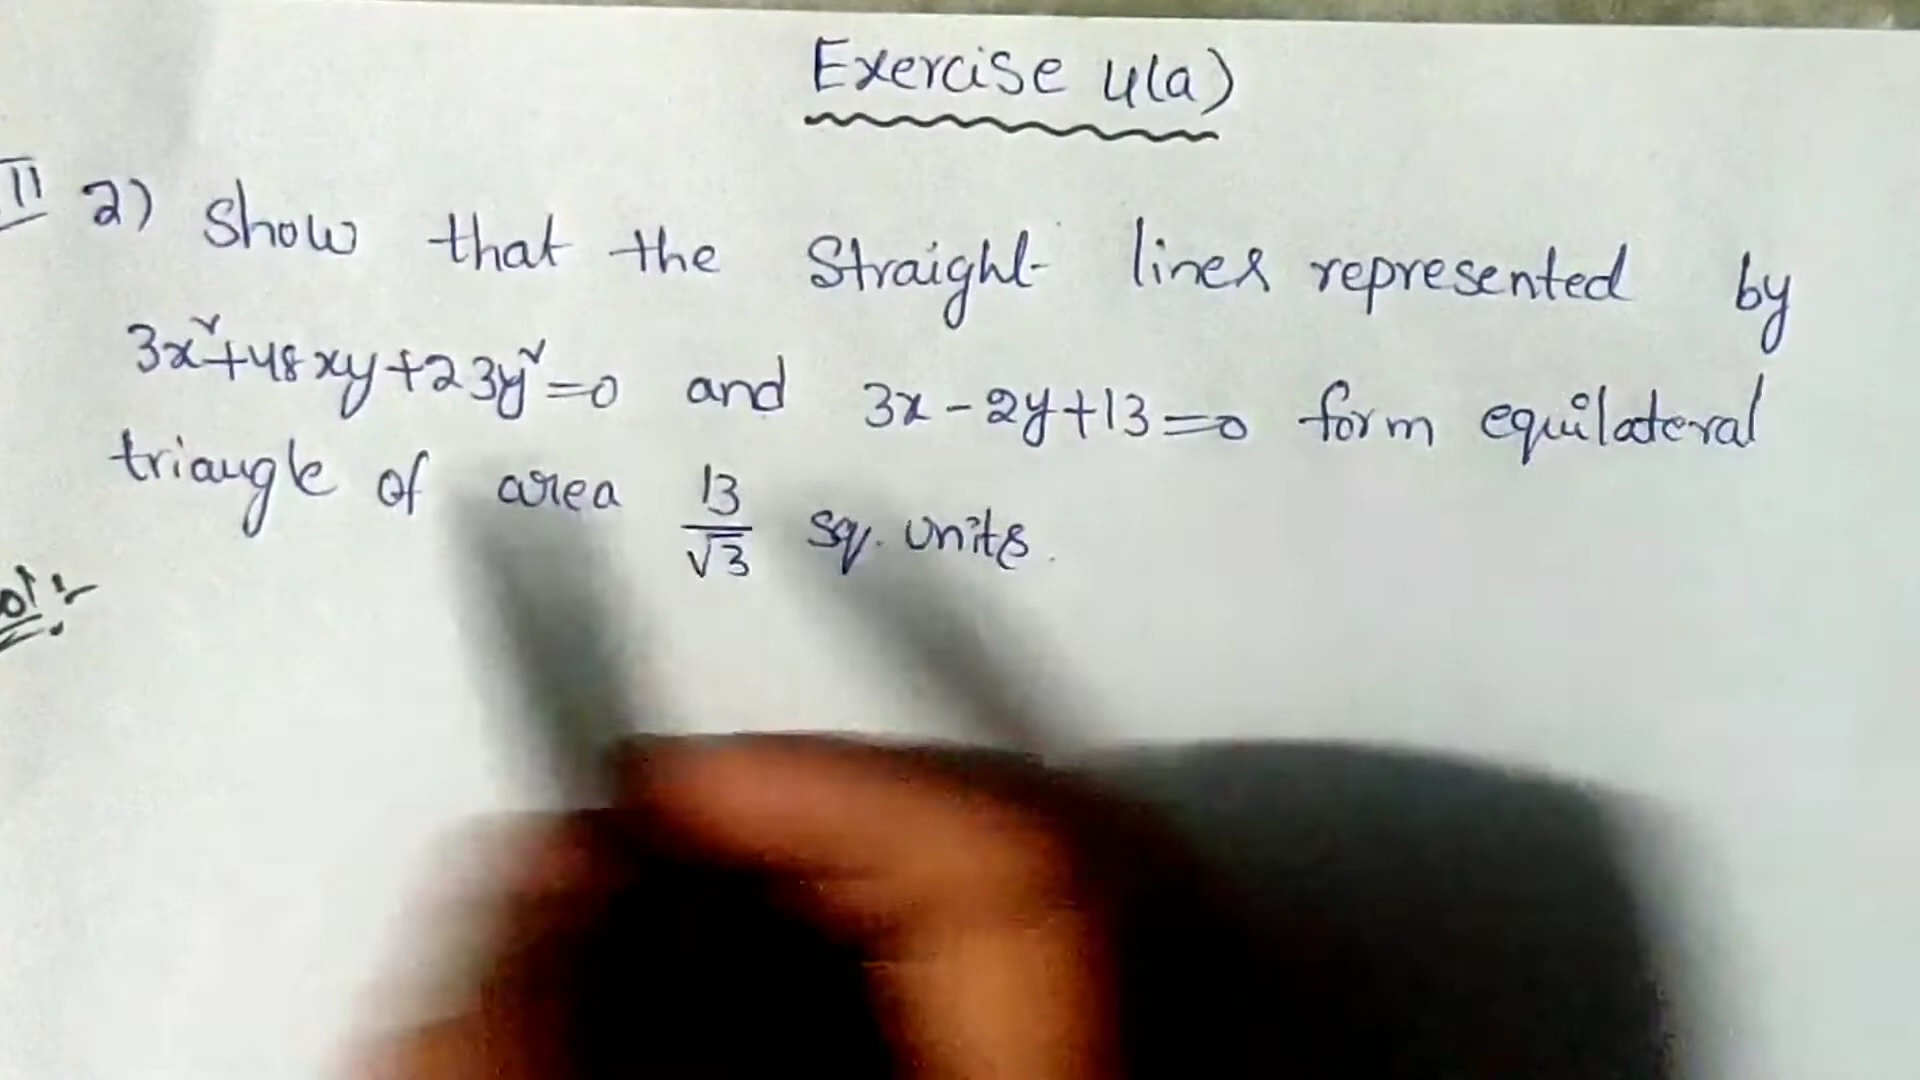 Exercise 4(a)
II 2) Show that the Straight lines represented by
3x²+48xy+23y²=0 and 3x-2y+13=0 form equilateral
triangle of area 13/√3 sq. units.
Sol:-